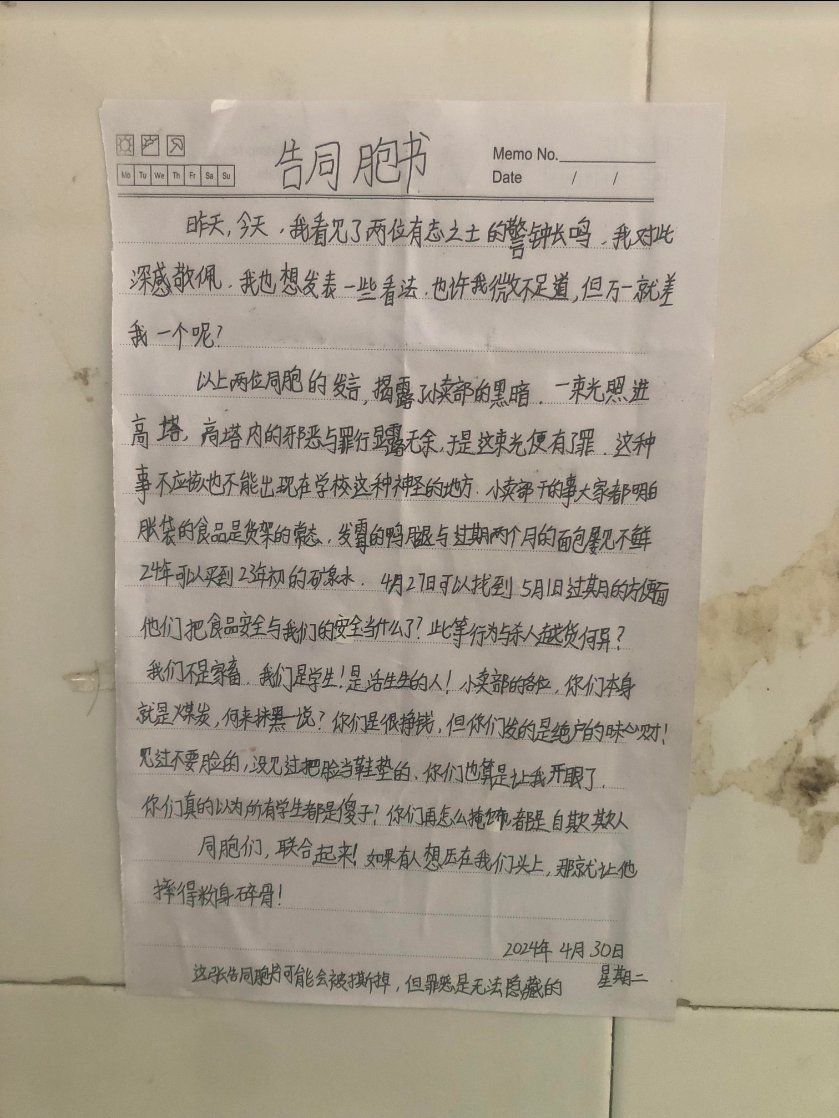 告同胞书
Memo No.
Mo Tu We Th Fr Sa Su
Date / /
昨天,今天,我看见了两位有志之士的警钟长鸣,我对此
深感敬佩,我也想发表一些看法,也许我微不足道,但万一就差
我一个呢?
以上两位同胞的发言,揭露了小卖部的黑暗.一束光照进
高塔,高塔内的邪恶与罪行显露无余,于是这束光便有了罪.这种
事不应该也不能出现在学校这种神圣的地方.小卖部干的事大家都明白
胀袋的食品是货架的常态,发霉的鸭腿与过期两个月的面包屡见不鲜
24年可以买到23年初的矿泉水.4月27日可以找到5月1日过期的方便面
他们把食品安全与我们的安全当什么了?此等行为与杀人越货何异?
我们不是家畜.我们是学生!是活生生的人!小卖部的各位,你们本身
就是煤炭,何来抹黑一说?你们是很挣钱,但你们发的是绝户的昧心财!
见过不要脸的,没见过把脸当鞋垫的.你们也算是让我开眼了.
你们真的以为所有学生都是傻子?你们再怎么掩饰都是自欺欺人
同胞们,联合起来!如果有人想压在我们头上,那就让他
摔得粉身碎骨!
2024年4月30日
星期二
这张告同胞书可能会被撕掉,但罪恶是无法隐藏的